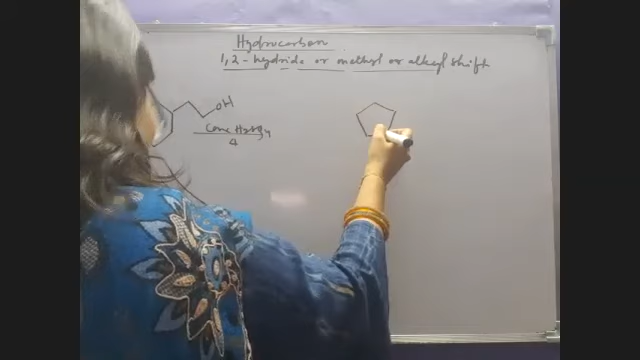 Hydrocarbon
1,2-hydride or methyl or alkyl shift
OH
Conc H2SO4
Δ